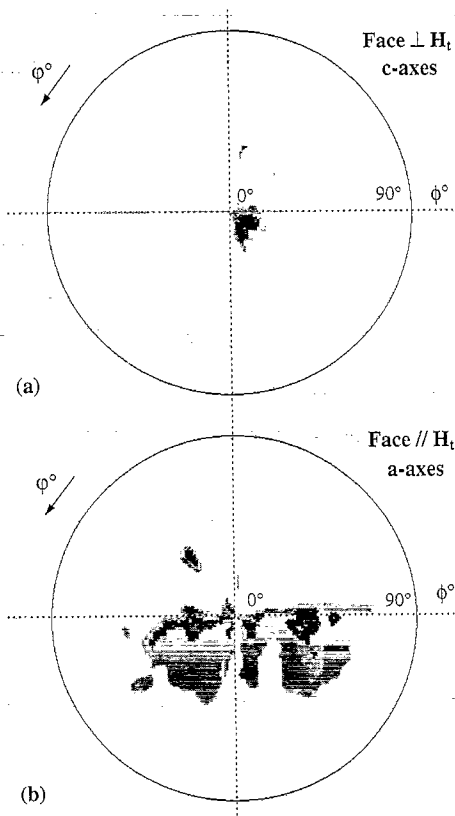 Face ⊥ Hₜ
c-axes
φ°
0°
90°
ϕ°
(a)
Face // Hₜ
a-axes
φ°
0°
90°
ϕ°
(b)